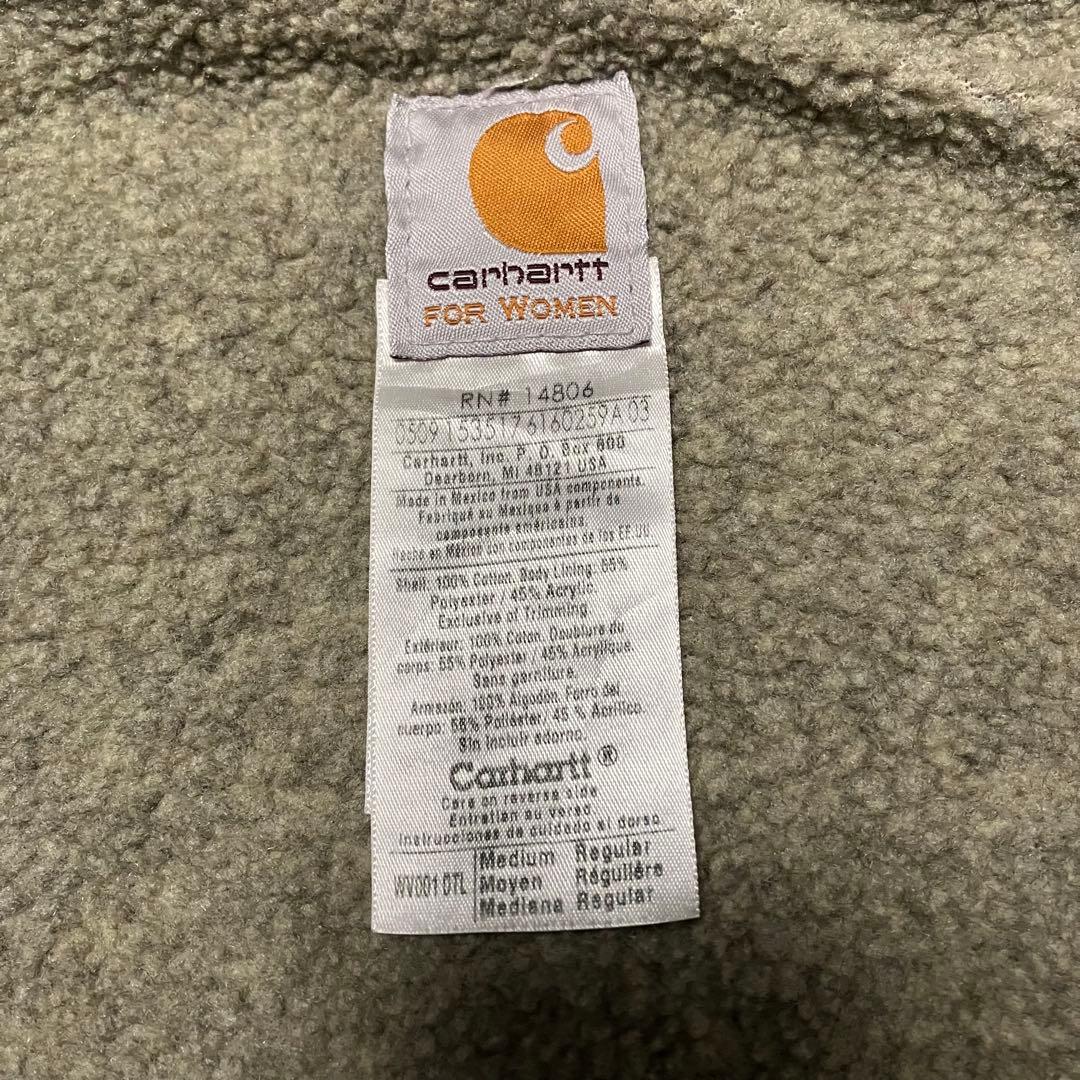 carhartt
FOR WOMEN
RN# 14806
0509 153517 6160259A 03
Carhartt, Inc. P. O. Box 600
Dearborn, MI 48121 USA
Made in Mexico from USA components.
Fabriqué au Mexique à partir de
composants américains.
Hecho en México con componentes de los EF.UU
Shell: 100% Cotton. Body Lining: 55%
Polyester / 45% Acrylic.
Exclusive of Trimming
Extérieur: 100% Coton. Doublure du
corps: 55% Polyester / 45% Acrylique.
Sans garniture.
Armazón: 100% Algodón. Forro del
cuerpo: 55% Poliéster / 45 % Acrílico.
Sin incluir adorno.
Carhartt®
Care on reverse side
Entretien au verso
Instrucciones de cuidado al dorso
WV001 DTL
Medium Regular
Moyen Régulière
Mediana Regular